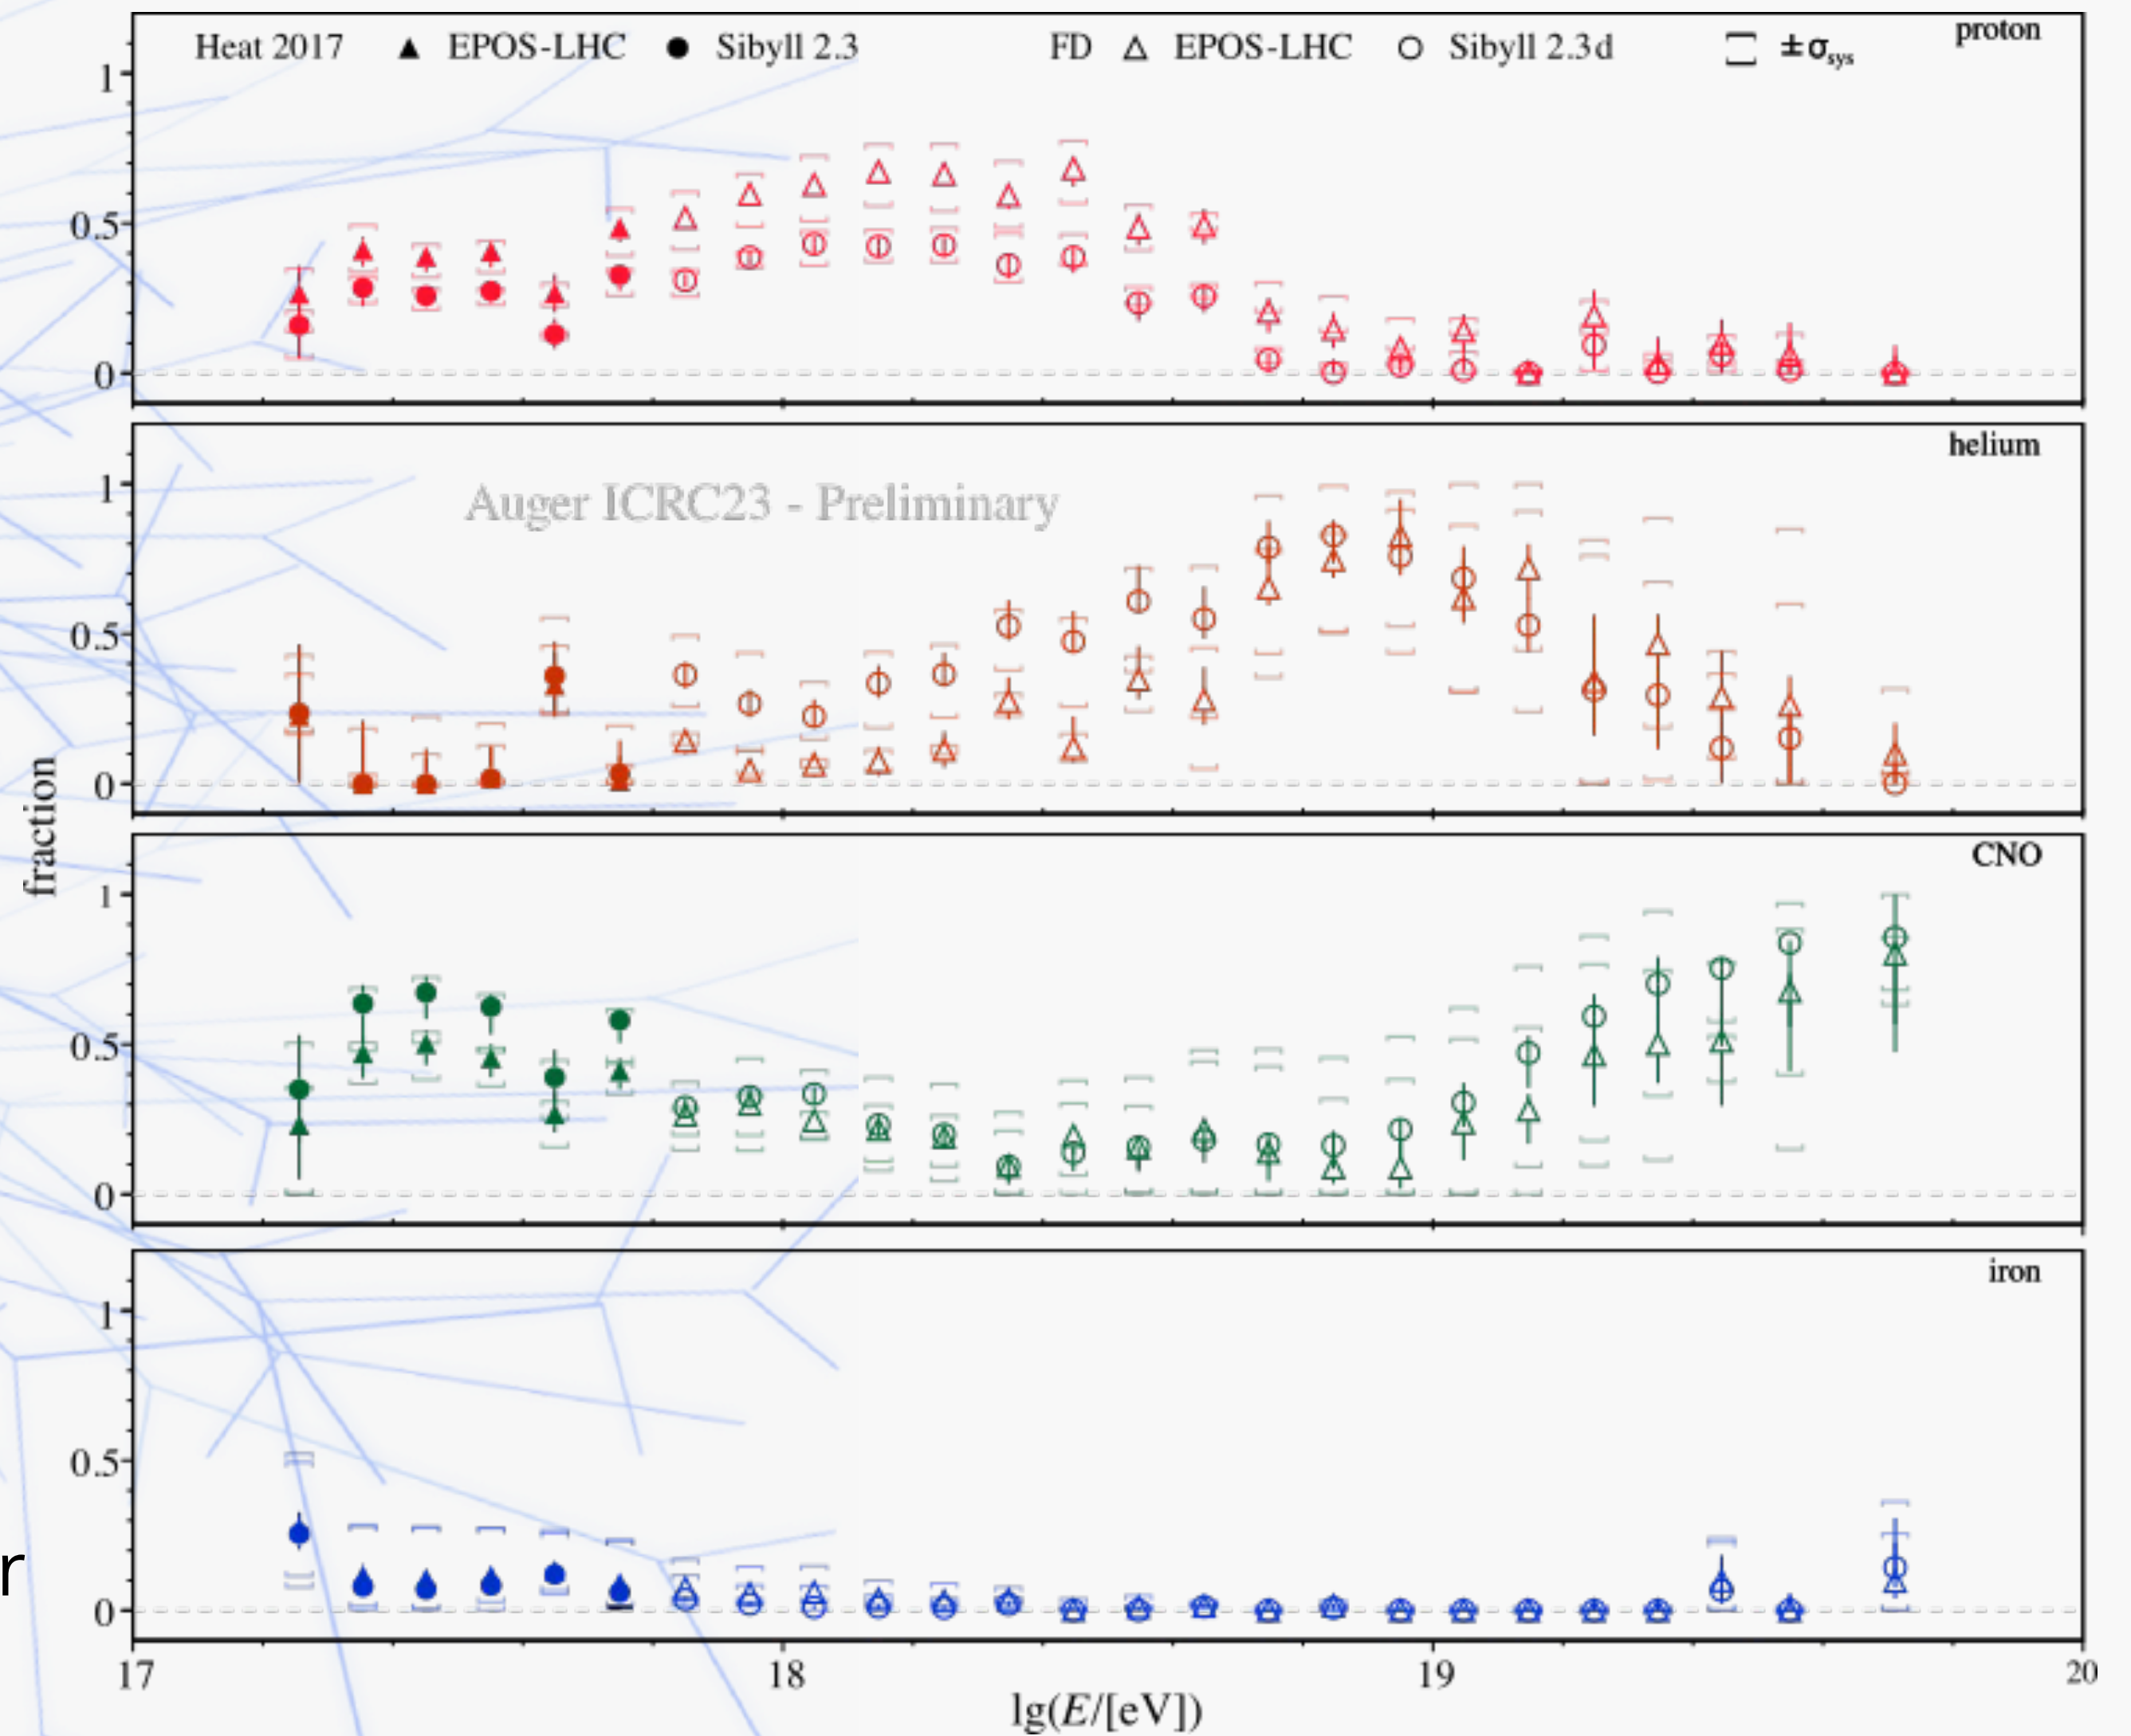 Heat 2017 ▲ EPOS-LHC ● Sibyll 2.3 FD △ EPOS-LHC ○ Sibyll 2.3d ±σsys proton
1
0.5
0
helium
1
Auger ICRC23 - Preliminary
0.5
0
fraction
CNO
1
0.5
0
iron
1
0.5
r
0
17 18 19 20
lg(E/[eV])